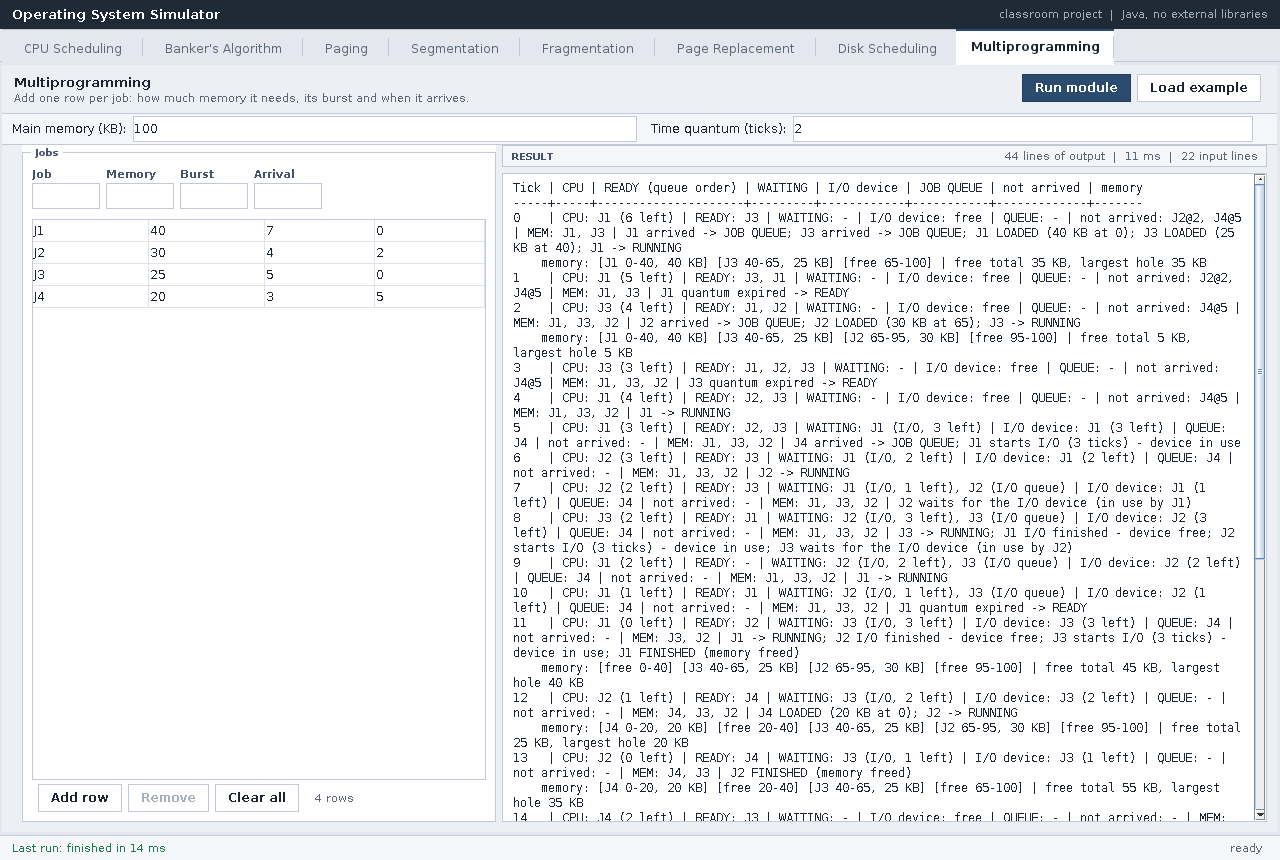 Operating System Simulator
classroom project | Java, no external libraries
CPU Scheduling Banker's Algorithm Paging Segmentation Fragmentation Page Replacement Disk Scheduling Multiprogramming
Multiprogramming
Add one row per job: how much memory it needs, its burst and when it arrives.
Run module Load example
Main memory (KB): 100 Time quantum (ticks): 2
Jobs
Job Memory Burst Arrival
J1 40 7 0
J2 30 4 2
J3 25 5 0
J4 20 3 5
Add row Remove Clear all 4 rows
RESULT 44 lines of output | 11 ms | 22 input lines
Tick | CPU | READY (queue order) | WAITING | I/O device | JOB QUEUE | not arrived | memory
-----+-----+---------------------+---------+------------+-----------+-------------+-------
0    | CPU: J1 (6 left) | READY: J3 | WAITING: - | I/O device: free | QUEUE: - | not arrived: J2@2, J4@5
| MEM: J1, J3 | J1 arrived -> JOB QUEUE; J3 arrived -> JOB QUEUE; J1 LOADED (40 KB at 0); J3 LOADED (25
KB at 40); J1 -> RUNNING
memory: [J1 0-40, 40 KB] [J3 40-65, 25 KB] [free 65-100] | free total 35 KB, largest hole 35 KB
1    | CPU: J1 (5 left) | READY: J3, J1 | WAITING: - | I/O device: free | QUEUE: - | not arrived: J2@2,
J4@5 | MEM: J1, J3 | J1 quantum expired -> READY
2    | CPU: J3 (4 left) | READY: J1, J2 | WAITING: - | I/O device: free | QUEUE: - | not arrived: J4@5 |
MEM: J1, J3, J2 | J2 arrived -> JOB QUEUE; J2 LOADED (30 KB at 65); J3 -> RUNNING
memory: [J1 0-40, 40 KB] [J3 40-65, 25 KB] [J2 65-95, 30 KB] [free 95-100] | free total 5 KB,
largest hole 5 KB
3    | CPU: J3 (3 left) | READY: J1, J2, J3 | WAITING: - | I/O device: free | QUEUE: - | not arrived:
J4@5 | MEM: J1, J3, J2 | J3 quantum expired -> READY
4    | CPU: J1 (4 left) | READY: J2, J3 | WAITING: - | I/O device: free | QUEUE: - | not arrived: J4@5 |
MEM: J1, J3, J2 | J1 -> RUNNING
5    | CPU: J1 (3 left) | READY: J2, J3 | WAITING: J1 (I/O, 3 left) | I/O device: J1 (3 left) | QUEUE:
J4 | not arrived: - | MEM: J1, J3, J2 | J4 arrived -> JOB QUEUE; J1 starts I/O (3 ticks) - device in use
6    | CPU: J2 (3 left) | READY: J3 | WAITING: J1 (I/O, 2 left) | I/O device: J1 (2 left) | QUEUE: J4 |
not arrived: - | MEM: J1, J3, J2 | J2 -> RUNNING
7    | CPU: J2 (2 left) | READY: J3 | WAITING: J1 (I/O, 1 left), J2 (I/O queue) | I/O device: J1 (1
left) | QUEUE: J4 | not arrived: - | MEM: J1, J3, J2 | J2 waits for the I/O device (in use by J1)
8    | CPU: J3 (2 left) | READY: J1 | WAITING: J2 (I/O, 3 left), J3 (I/O queue) | I/O device: J2 (3
left) | QUEUE: J4 | not arrived: - | MEM: J1, J3, J2 | J3 -> RUNNING; J1 I/O finished - device free; J2
starts I/O (3 ticks) - device in use; J3 waits for the I/O device (in use by J2)
9    | CPU: J1 (2 left) | READY: - | WAITING: J2 (I/O, 2 left), J3 (I/O queue) | I/O device: J2 (2 left)
| QUEUE: J4 | not arrived: - | MEM: J1, J3, J2 | J1 -> RUNNING
10   | CPU: J1 (1 left) | READY: J1 | WAITING: J2 (I/O, 1 left), J3 (I/O queue) | I/O device: J2 (1
left) | QUEUE: J4 | not arrived: - | MEM: J1, J3, J2 | J1 quantum expired -> READY
11   | CPU: J1 (0 left) | READY: J2 | WAITING: J3 (I/O, 3 left) | I/O device: J3 (3 left) | QUEUE: J4 |
not arrived: - | MEM: J3, J2 | J1 -> RUNNING; J2 I/O finished - device free; J3 starts I/O (3 ticks) -
device in use; J1 FINISHED (memory freed)
memory: [free 0-40] [J3 40-65, 25 KB] [J2 65-95, 30 KB] [free 95-100] | free total 45 KB, largest
hole 40 KB
12   | CPU: J2 (1 left) | READY: J4 | WAITING: J3 (I/O, 2 left) | I/O device: J3 (2 left) | QUEUE: - |
not arrived: - | MEM: J4, J3, J2 | J4 LOADED (20 KB at 0); J2 -> RUNNING
memory: [J4 0-20, 20 KB] [free 20-40] [J3 40-65, 25 KB] [J2 65-95, 30 KB] [free 95-100] | free total
25 KB, largest hole 20 KB
13   | CPU: J2 (0 left) | READY: J4 | WAITING: J3 (I/O, 1 left) | I/O device: J3 (1 left) | QUEUE: - |
not arrived: - | MEM: J4, J3 | J2 FINISHED (memory freed)
memory: [J4 0-20, 20 KB] [free 20-40] [J3 40-65, 25 KB] [free 65-100] | free total 55 KB, largest
hole 35 KB
14   | CPU: J4 (2 left) | READY: J3 | WAITING: - | I/O device: free | QUEUE: - | not arrived: - | MEM:
Last run: finished in 14 ms ready